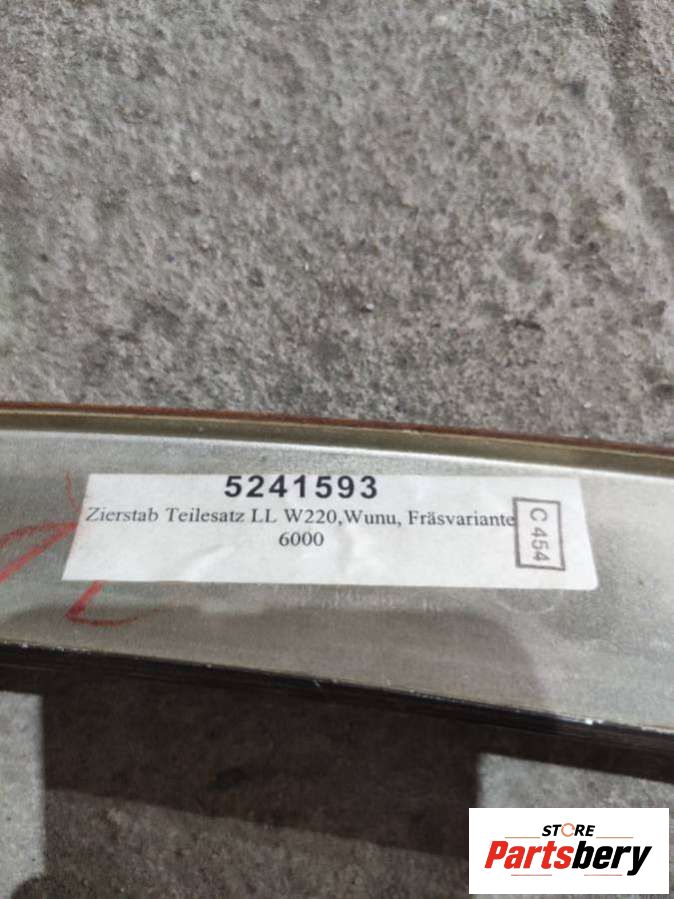 5241593
Zierstab Teilesatz LL W220,Wunu, Fräsvariante
6000
C 454
STORE
Partsbery